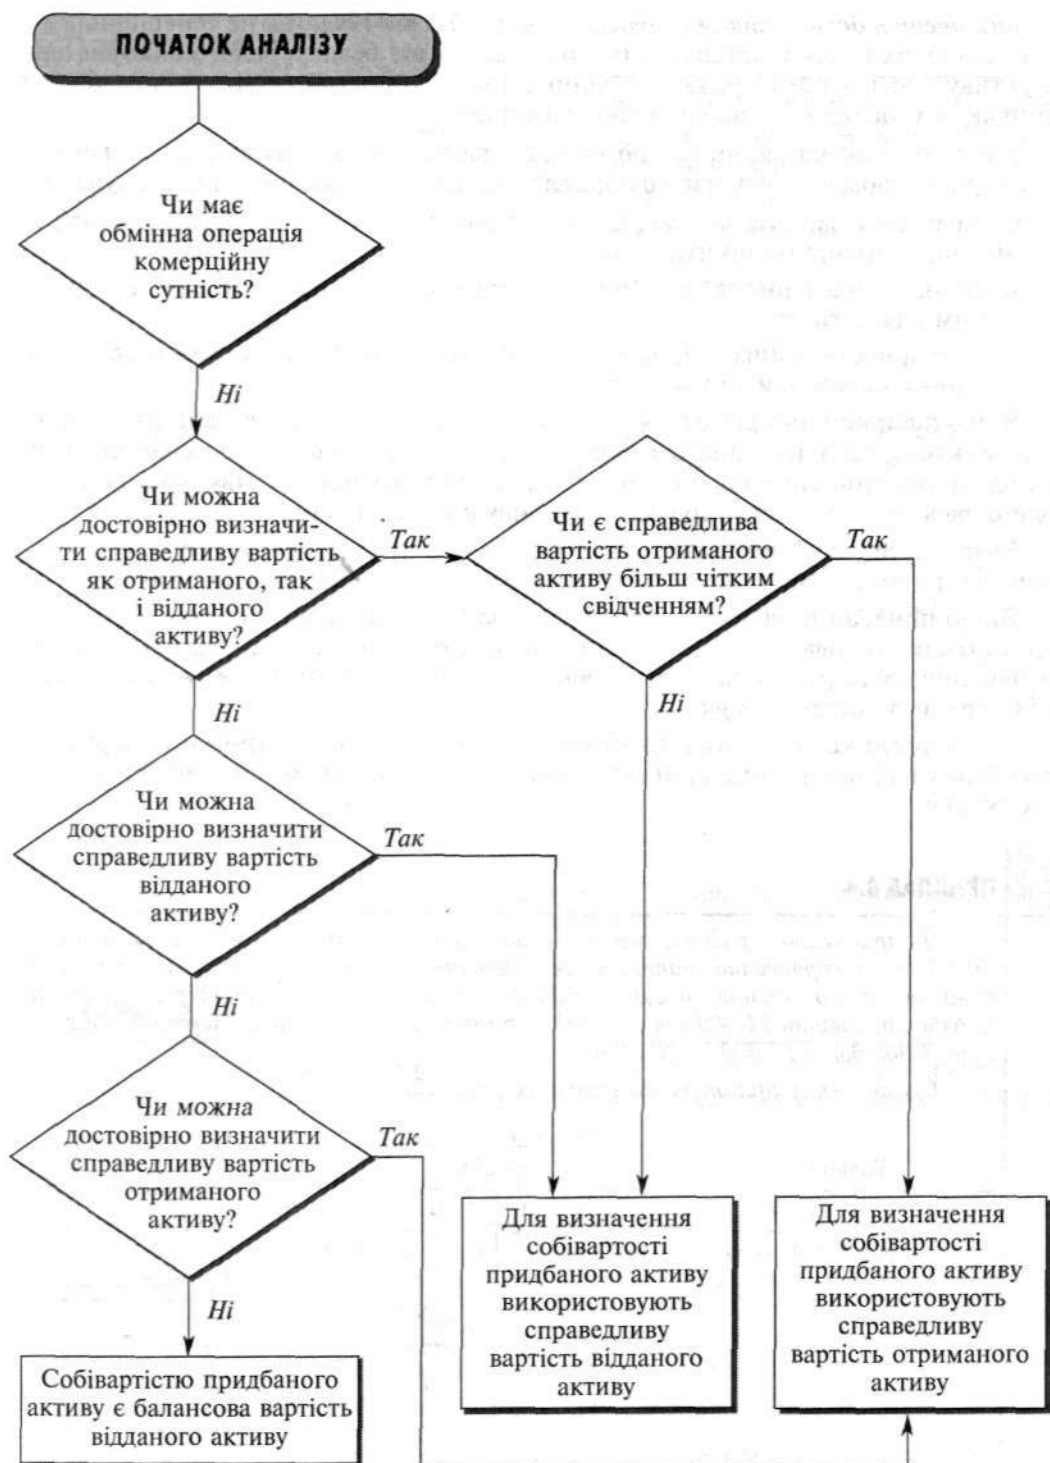 ПОЧАТОК АНАЛІЗУ
Чи має
обмінна операція
комерційну
сутність?
Ні
Чи можна
достовірно визначи-
ти справедливу вартість
як отриманого, так
і відданого
активу?
Так
Чи є справедлива
вартість отриманого
активу більш чітким
свідченням?
Так
Ні
Ні
Чи можна
достовірно визначити
справедливу вартість
відданого
активу?
Так
Ні
Чи можна
достовірно визначити
справедливу вартість
отриманого
активу?
Так
Ні
Для визначення
собівартості
придбаного активу
використовують
справедливу
вартість відданого
активу
Для визначення
собівартості
придбаного активу
використовують
справедливу
вартість отриманого
активу
Собівартістю придбаного
активу є балансова вартість
відданого активу